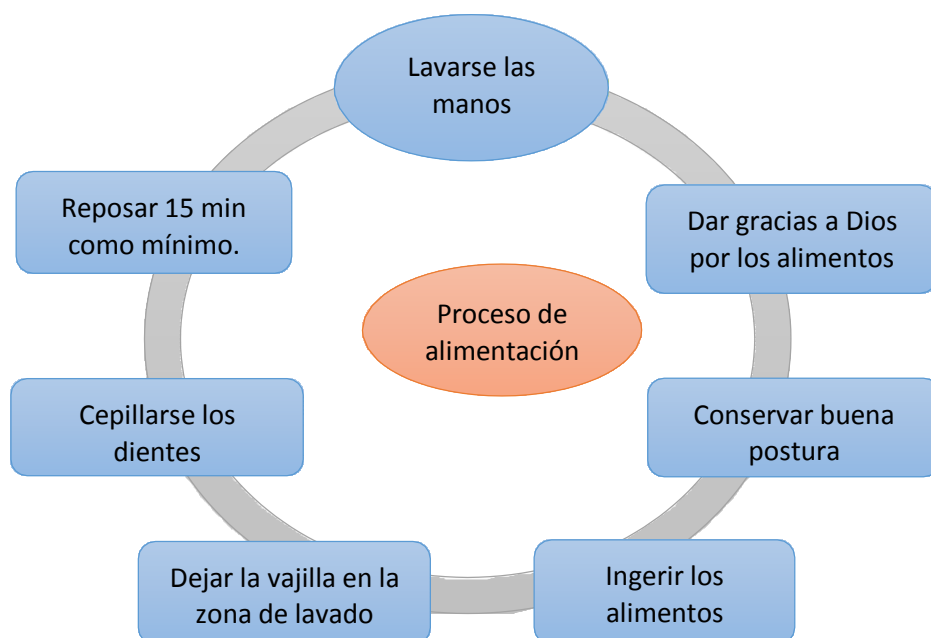 Lavarse las
manos
Dar gracias a Dios
por los alimentos
Conservar buena
postura
Ingerir los
alimentos
Dejar la vajilla en la
zona de lavado
Cepillarse los
dientes
Reposar 15 min
como mínimo.
Proceso de
alimentación